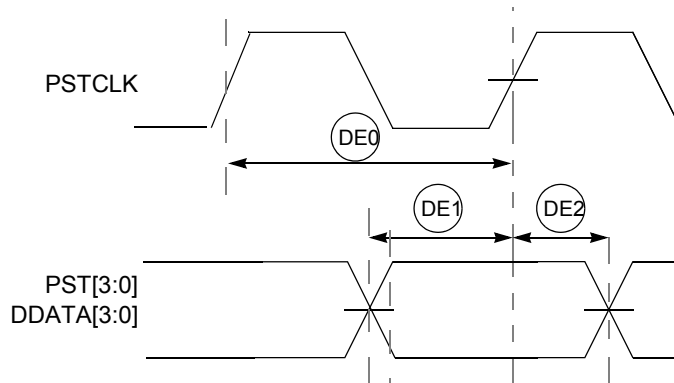 PSTCLK
DE0
DE1
DE2
PST[3:0]
DDATA[3:0]